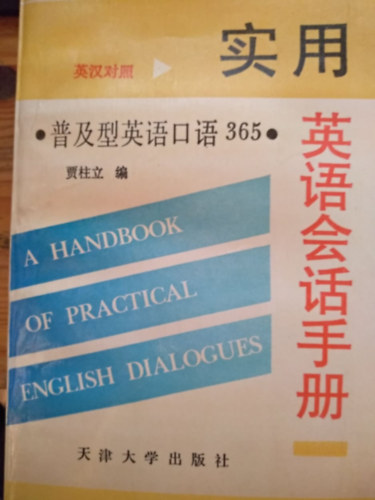 英汉对照
实用
英语会话手册
•普及型英语口语365•
贾柱立 编
A HANDBOOK
OF PRACTICAL
ENGLISH DIALOGUES
天津大学出版社